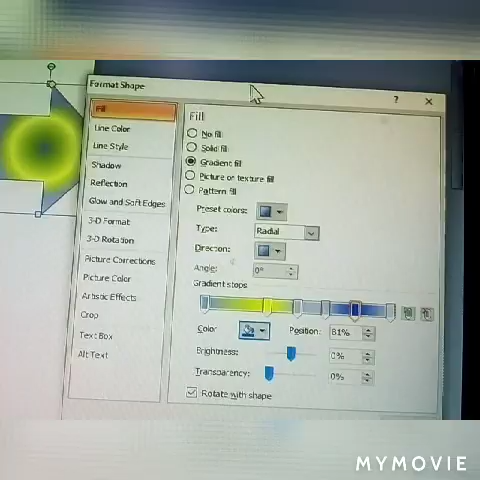 Format Shape
?
Fill
Line Color
Line Style
Shadow
Reflection
Glow and Soft Edges
3-D Format
3-D Rotation
Picture Corrections
Picture Color
Artistic Effects
Crop
Text Box
Alt Text
Fill
No fill
Solid fill
Gradient fill
Picture or texture fill
Pattern fill
Preset colors:
Type: Radial
Direction:
Angle: 0°
Gradient stops
Color Position: 81%
Brightness: 0%
Transparency: 0%
Rotate with shape
MYMOVIE